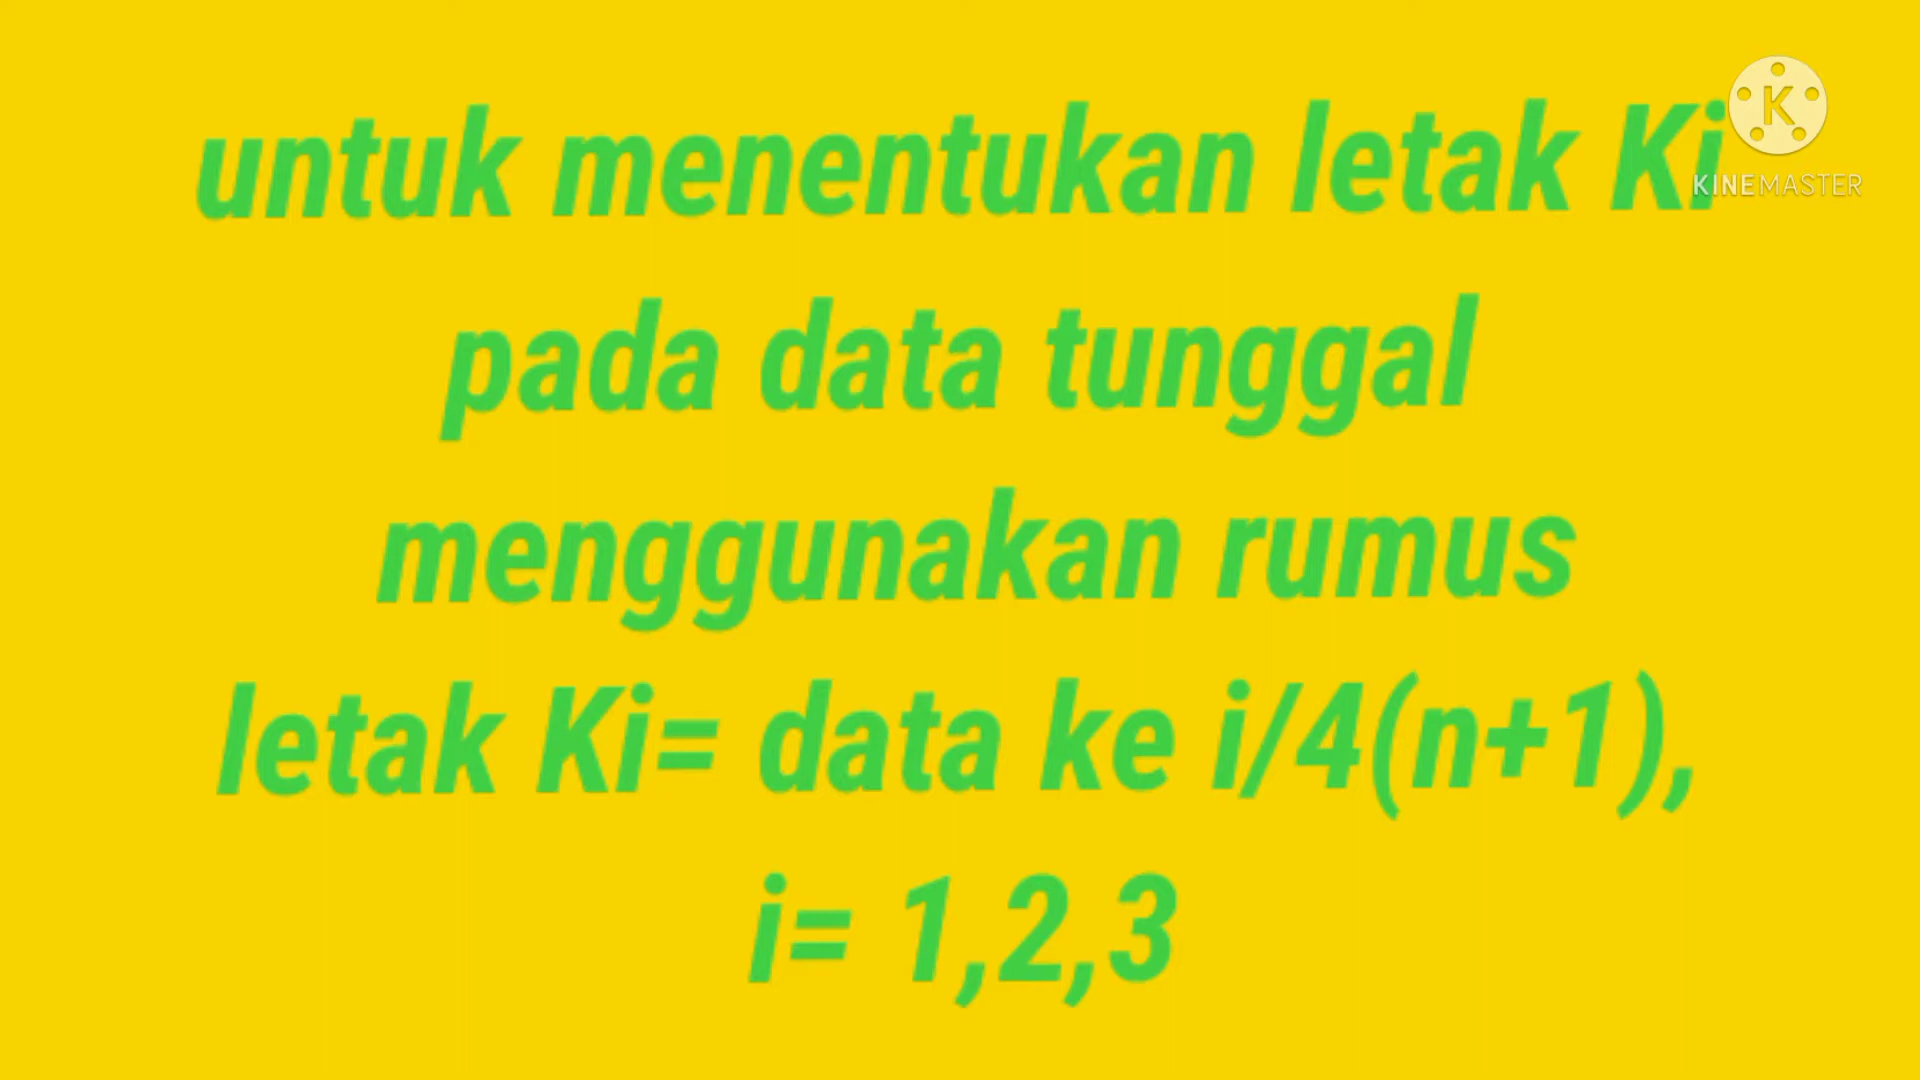 untuk menentukan letak Ki
pada data tunggal
menggunakan rumus
letak Ki= data ke i/4(n+1),
i= 1,2,3
K
KINEMASTER